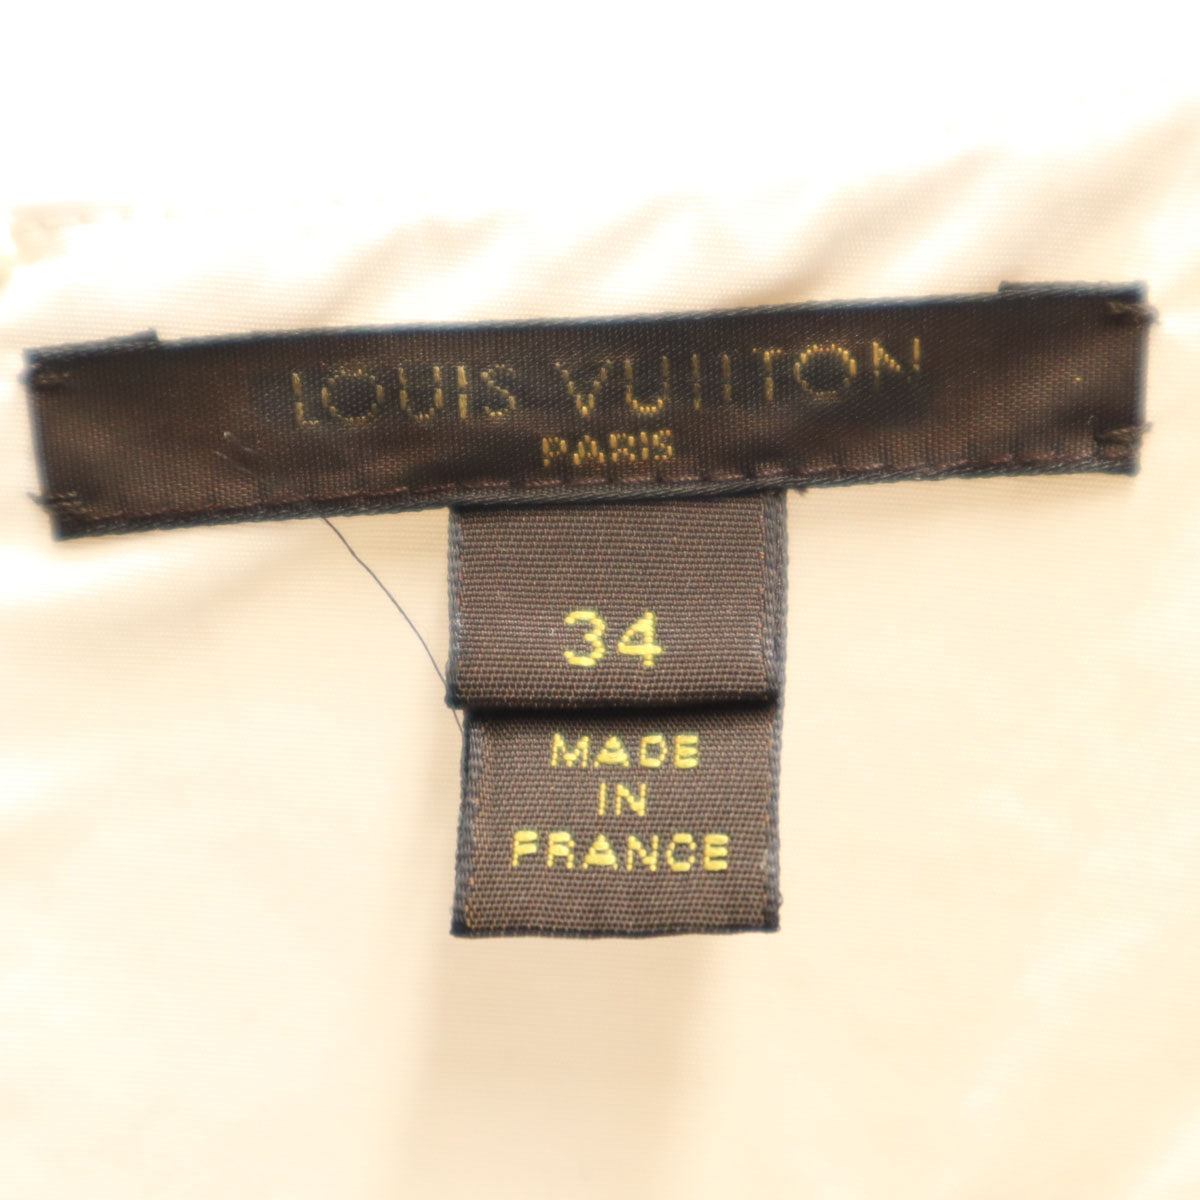 LOUIS VUITTON
PARIS
34
MADE
IN
FRANCE